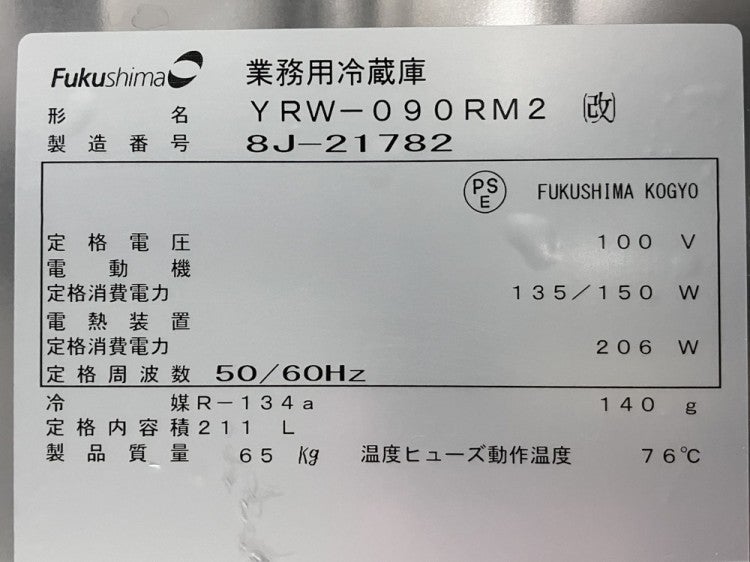 Fukushima 業務用冷蔵庫
形名 YRW-090RM2 (改)
製造番号 8J-21782
PS E FUKUSHIMA KOGYO
定格電圧 100 V
電動機
定格消費電力 135/150 W
電熱装置
定格消費電力 206 W
定格周波数 50/60Hz
冷媒 R-134a 140 g
定格内容積 211 L
製品質量 65 kg 温度ヒューズ動作温度 76℃